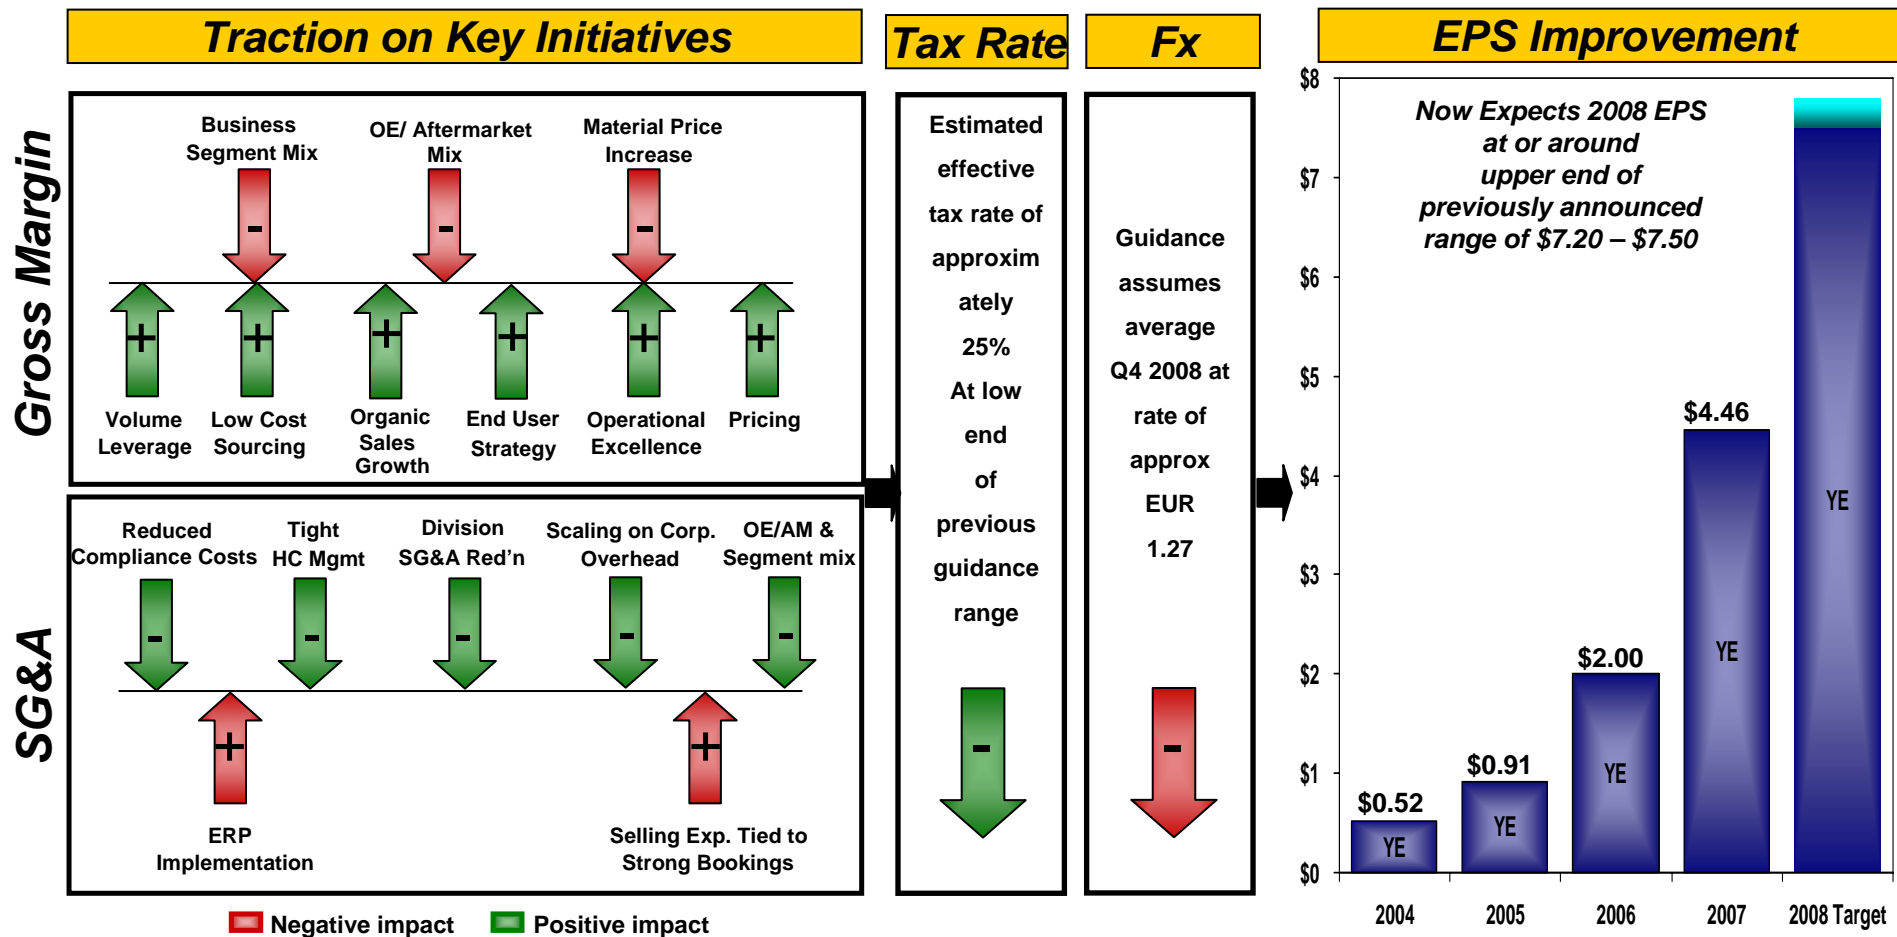 Traction on Key Initiatives
Tax Rate
Fx
EPS Improvement
Gross Margin
Business
Segment Mix
OE/ Aftermarket
Mix
Material Price
Increase
-
-
-
+
+
+
+
+
+
Volume
Leverage
Low Cost
Sourcing
Organic
Sales
Growth
End User
Strategy
Operational
Excellence
Pricing
SG&A
Reduced
Compliance Costs
Tight
HC Mgmt
Division
SG&A Red’n
Scaling on Corp.
Overhead
OE/AM &
Segment mix
-
-
-
-
-
+
+
ERP
Implementation
Selling Exp. Tied to
Strong Bookings
Negative impact
Positive impact
Estimated
effective
tax rate of
approxim
ately
25%
At low
end
of
previous
guidance
range
-
Guidance
assumes
average
Q4 2008 at
rate of
approx
EUR
1.27
-
Now Expects 2008 EPS
at or around
upper end of
previously announced
range of $7.20 – $7.50
$8
$7
$6
$5
$4
$3
$2
$1
$0
$0.52
$0.91
$2.00
$4.46
YE
YE
YE
YE
YE
2004
2005
2006
2007
2008 Target